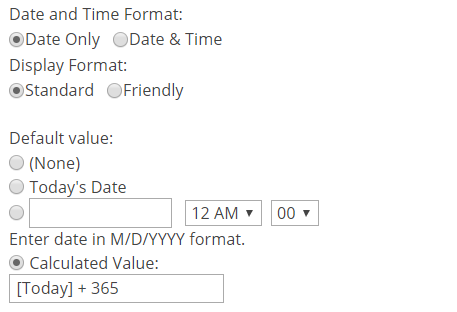 Date and Time Format:
Date Only Date & Time
Display Format:
Standard Friendly
Default value:
(None)
Today's Date
12 AM 00
Enter date in M/D/YYYY format.
Calculated Value:
[Today] + 365